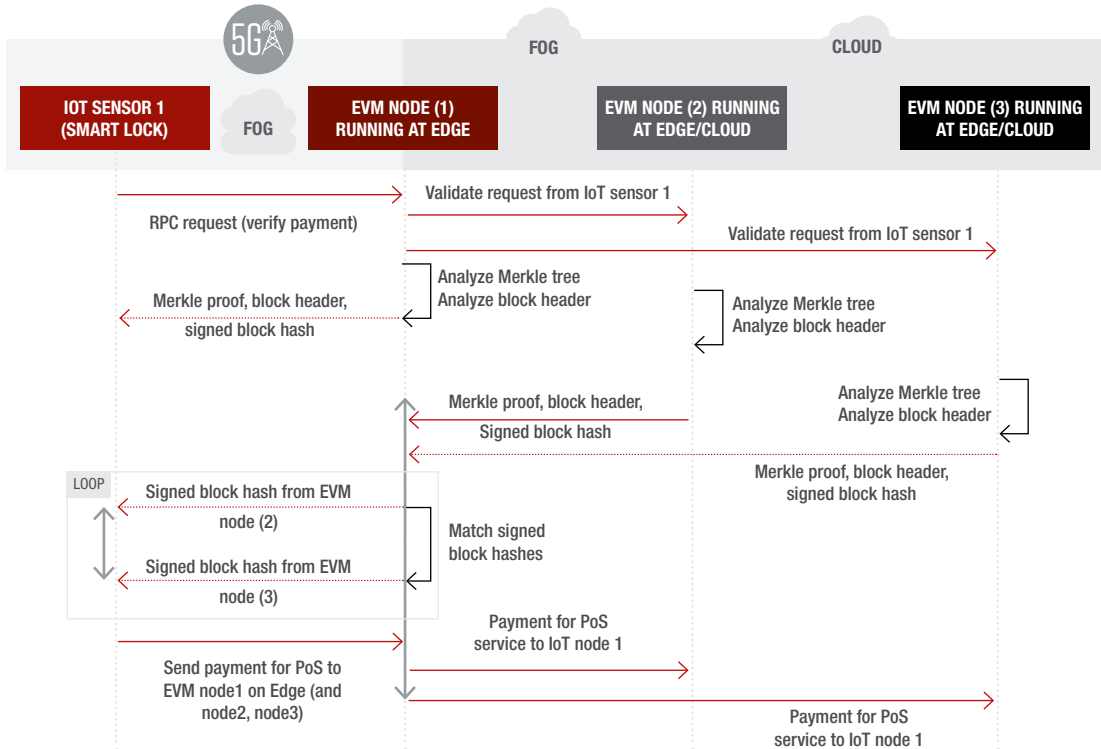 5G
FOG
CLOUD
IOT SENSOR 1
(SMART LOCK)
FOG
EVM NODE (1)
RUNNING AT EDGE
EVM NODE (2) RUNNING
AT EDGE/CLOUD
EVM NODE (3) RUNNING
AT EDGE/CLOUD
Validate request from IoT sensor 1
RPC request (verify payment)
Validate request from IoT sensor 1
Analyze Merkle tree
Analyze block header
Merkle proof, block header,
signed block hash
Analyze Merkle tree
Analyze block header
Analyze Merkle tree
Analyze block header
Merkle proof, block header,
Signed block hash
Merkle proof, block header,
signed block hash
LOOP
Signed block hash from EVM
node (2)
Match signed
block hashes
Signed block hash from EVM
node (3)
Payment for PoS
service to IoT node 1
Send payment for PoS to
EVM node1 on Edge (and
node2, node3)
Payment for PoS
service to IoT node 1